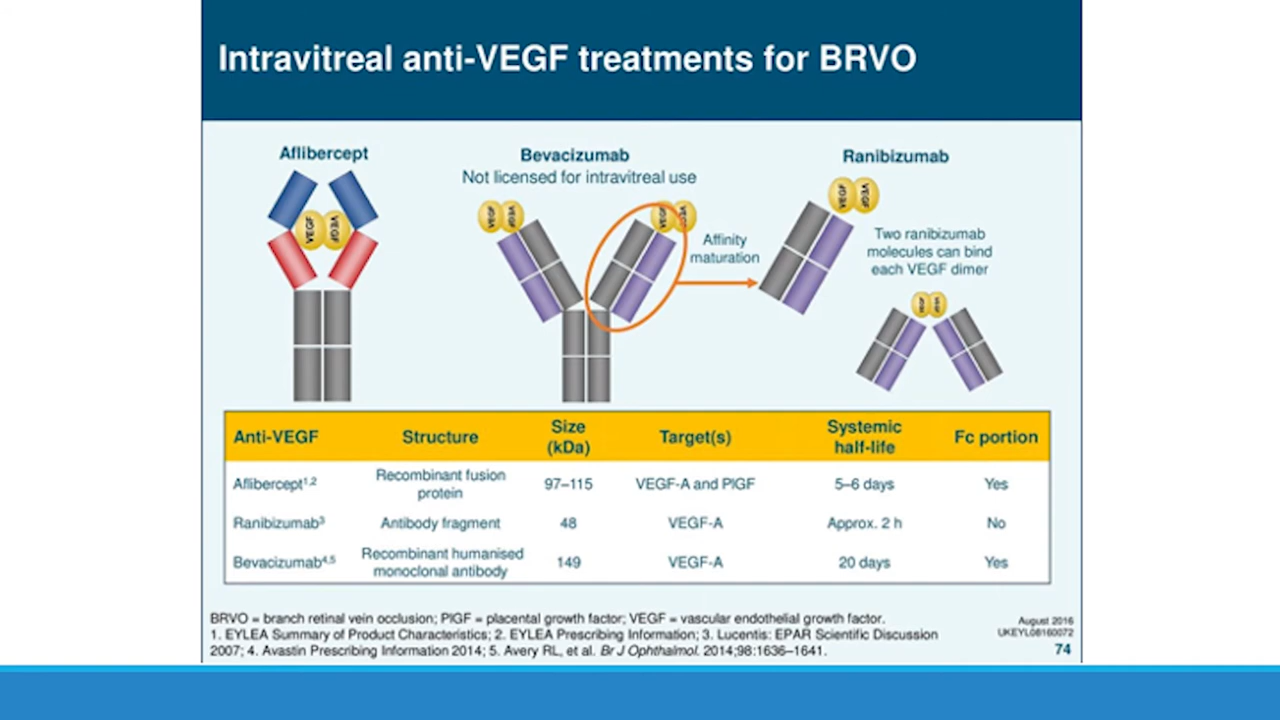 Intravitreal anti-VEGF treatments for BRVO
Aflibercept
VEGF VEGF
Bevacizumab
Not licensed for intravitreal use
VEGF VEGF
VEGF VEGF
Affinity
maturation
Ranibizumab
VEGF VEGF
Two ranibizumab
molecules can bind
each VEGF dimer
VEGF VEGF
Anti-VEGF Structure Size (kDa) Target(s) Systemic half-life Fc portion
Aflibercept1,2 Recombinant fusion protein 97–115 VEGF-A and PlGF 5–6 days Yes
Ranibizumab3 Antibody fragment 48 VEGF-A Approx. 2 h No
Bevacizumab4,5 Recombinant humanised monoclonal antibody 149 VEGF-A 20 days Yes
BRVO = branch retinal vein occlusion; PlGF = placental growth factor; VEGF = vascular endothelial growth factor.
1. EYLEA Summary of Product Characteristics; 2. EYLEA Prescribing Information; 3. Lucentis: EPAR Scientific Discussion
2007; 4. Avastin Prescribing Information 2014; 5. Avery RL, et al. Br J Ophthalmol. 2014;98:1636–1641.
August 2016
UKEYL08160072
74